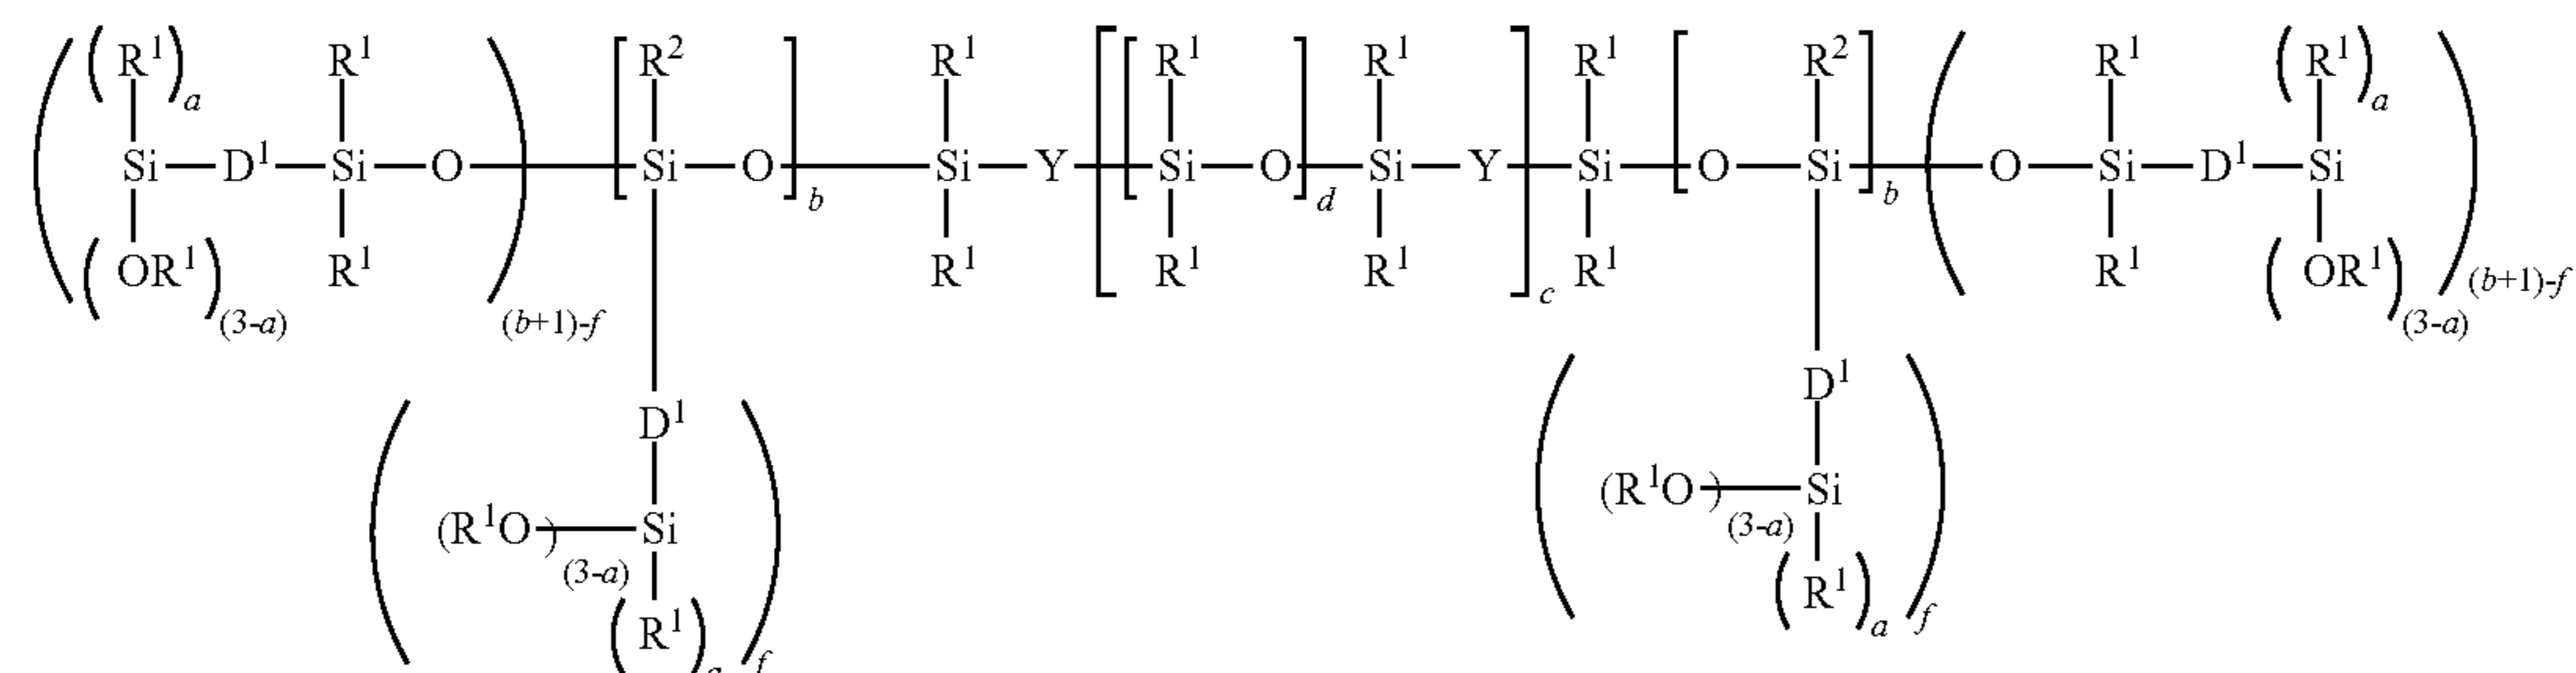 (R¹)a R¹ R² R¹ R¹ R¹ R¹ R² R¹ (R¹)a
(Si—D¹—Si—O)(b+1)-f [Si—O]b Si—Y [[Si—O]d Si—Y]c Si [O—Si]b (O—Si—D¹—Si)(b+1)-f
(OR¹)(3-a) R¹ R¹ R¹ R¹ R¹ R¹ (OR¹)(3-a)
D¹ D¹
(R¹O)(3-a) Si (R¹O)(3-a) Si
(R¹)a f (R¹)a f